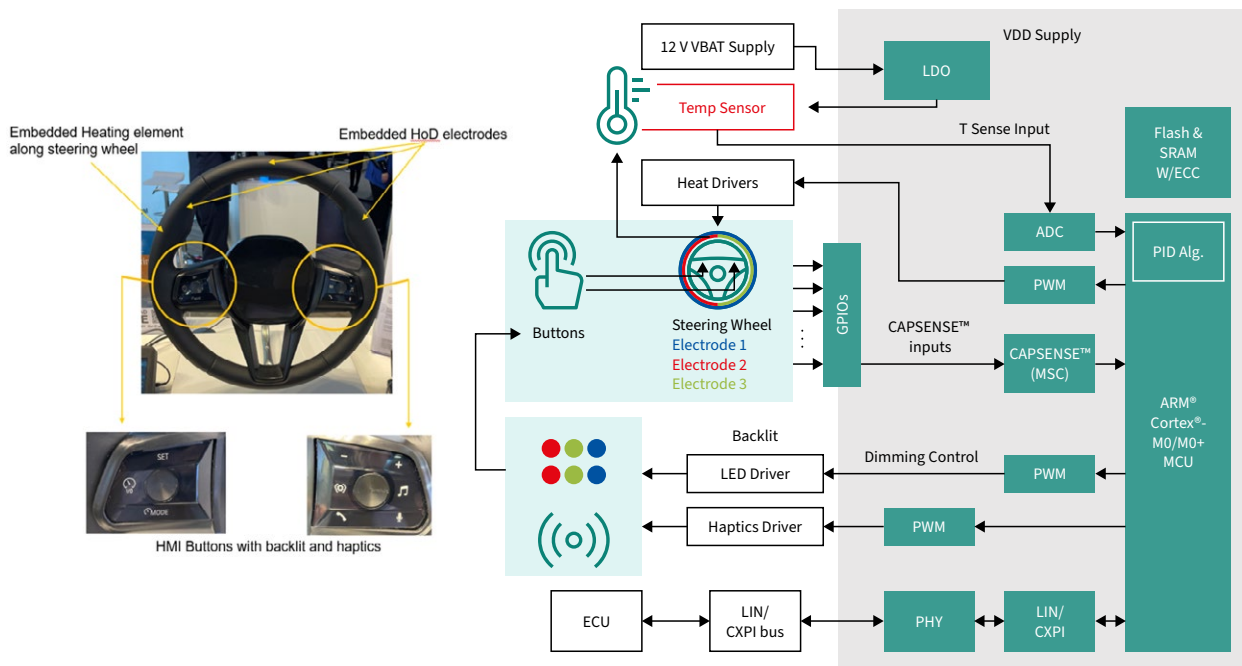 Embedded Heating element
along steering wheel
Embedded HoD electrodes
SET
MODE
−
+
HMI Buttons with backlit and haptics
12 V VBAT Supply
VDD Supply
LDO
Temp Sensor
T Sense Input
Flash &
SRAM
W/ECC
Heat Drivers
ADC
PID Alg.
PWM
Buttons
Steering Wheel
Electrode 1
Electrode 2
Electrode 3
GPIOs
CAPSENSE™
inputs
CAPSENSE™
(MSC)
ARM®
Cortex®-
M0/M0+
MCU
Backlit
LED Driver
Dimming Control
PWM
Haptics Driver
PWM
ECU
LIN/
CXPI bus
PHY
LIN/
CXPI